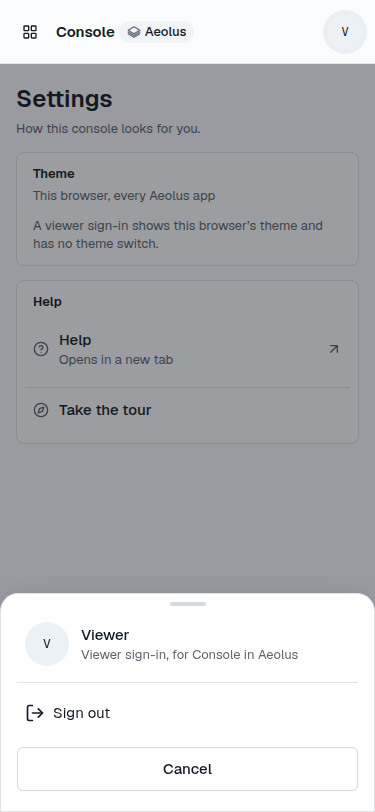 Console Aeolus V
Settings
How this console looks for you.
Theme
This browser, every Aeolus app
A viewer sign-in shows this browser's theme and
has no theme switch.
Help
Help
Opens in a new tab
Take the tour
V
Viewer
Viewer sign-in, for Console in Aeolus
Sign out
Cancel